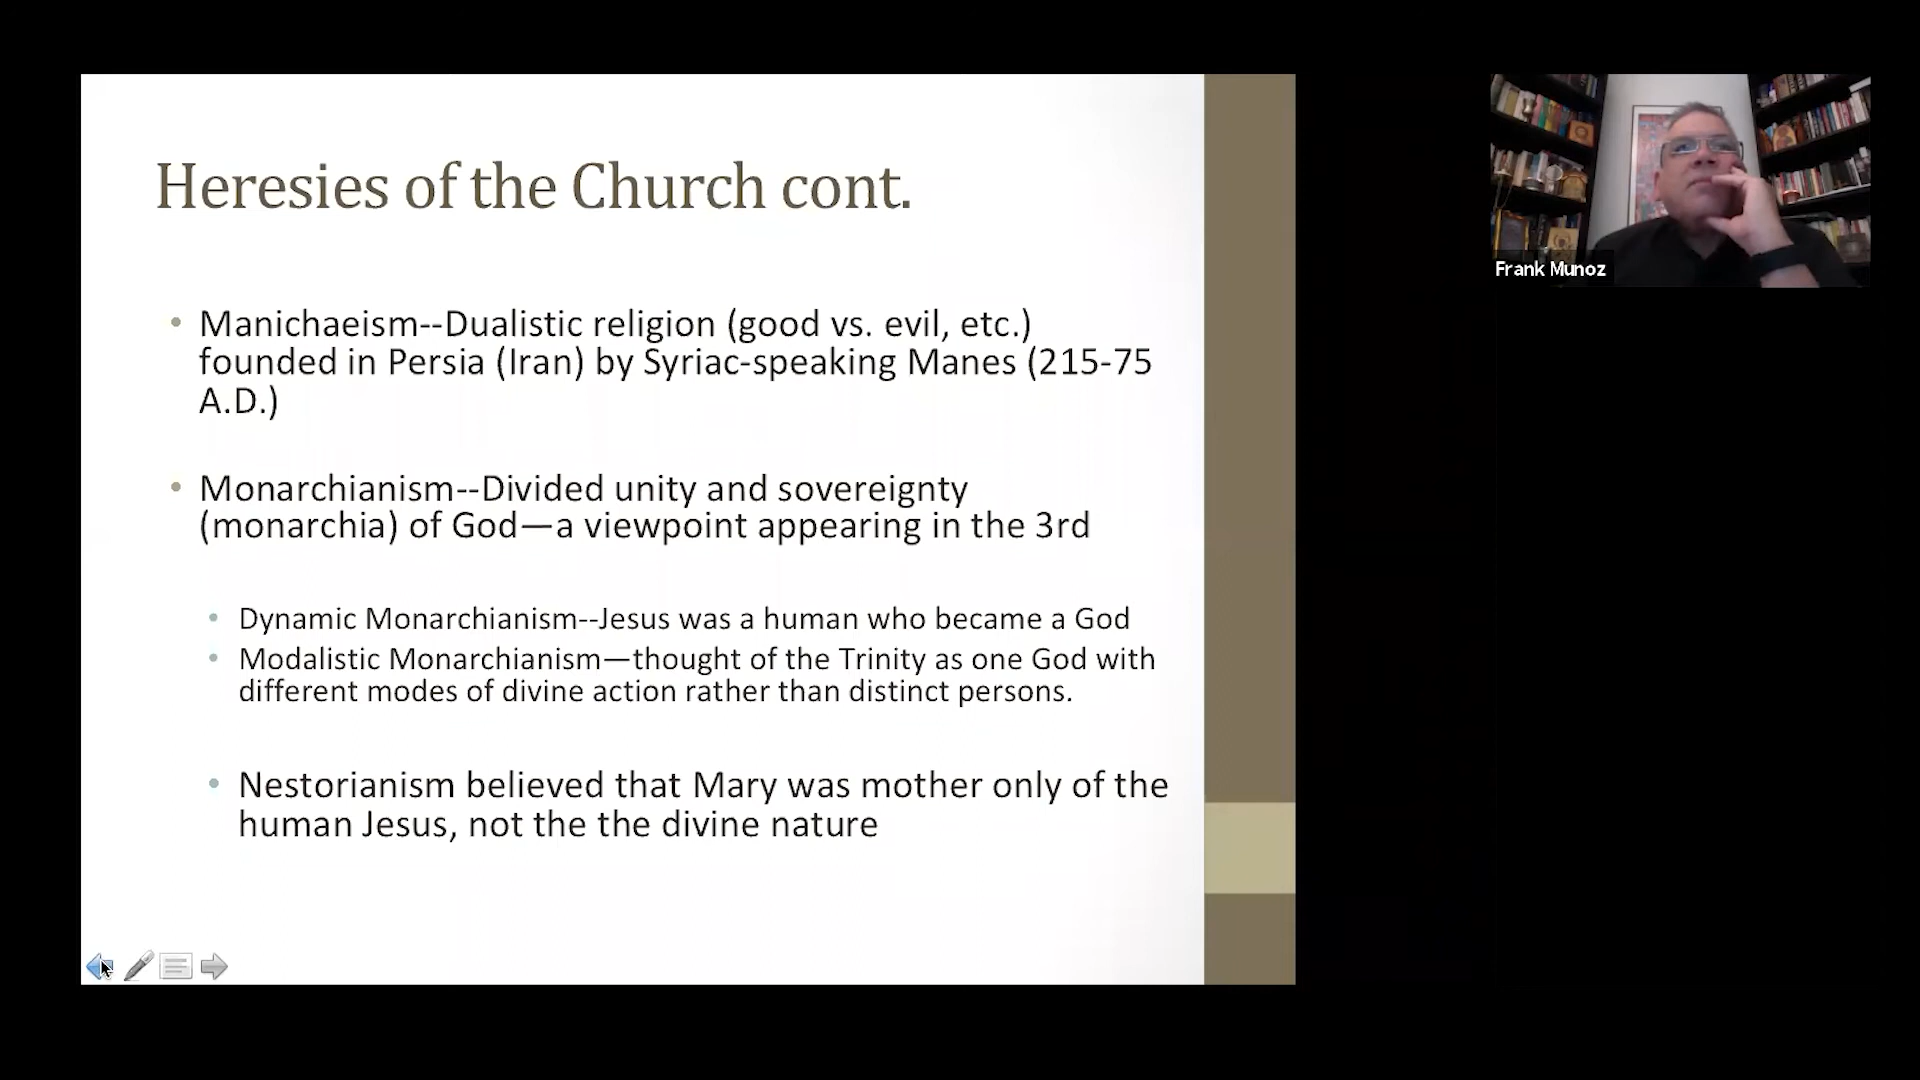 Heresies of the Church cont.
• Manichaeism--Dualistic religion (good vs. evil, etc.)
founded in Persia (Iran) by Syriac-speaking Manes (215-75
A.D.)
• Monarchianism--Divided unity and sovereignty
(monarchia) of God—a viewpoint appearing in the 3rd
• Dynamic Monarchianism--Jesus was a human who became a God
• Modalistic Monarchianism—thought of the Trinity as one God with
different modes of divine action rather than distinct persons.
• Nestorianism believed that Mary was mother only of the
human Jesus, not the the divine nature
Frank Munoz